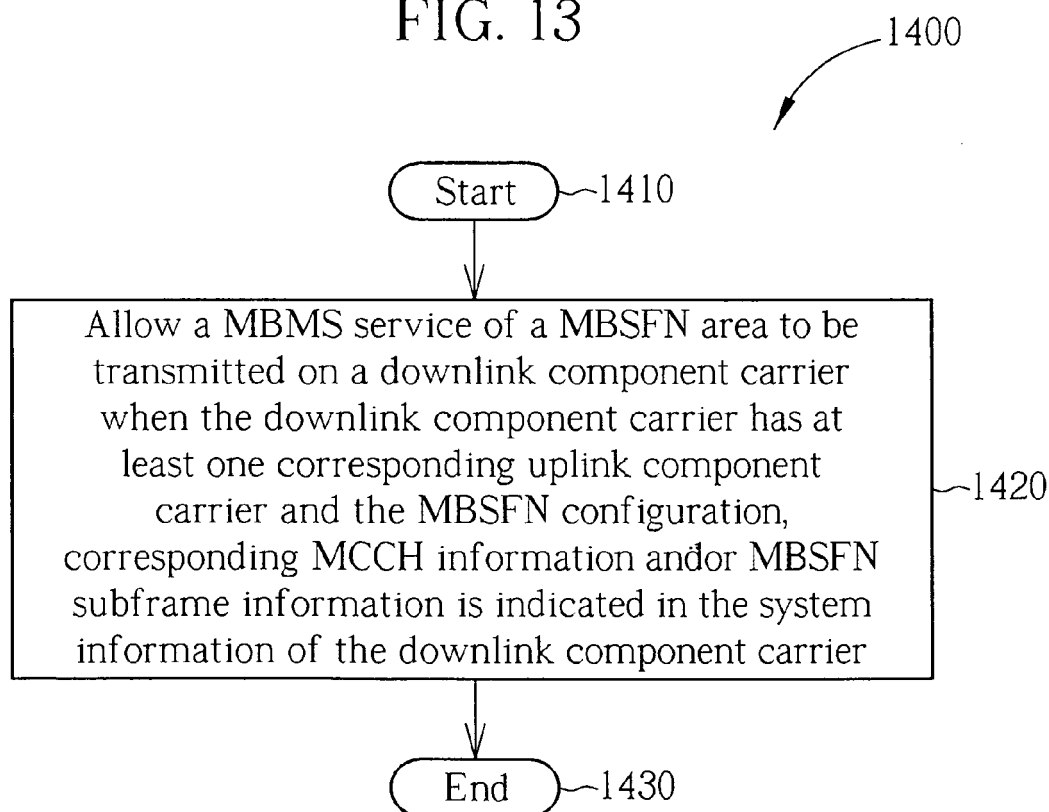 FIG. 13
1400
Start
1410
Allow a MBMS service of a MBSFN area to be
transmitted on a downlink component carrier
when the downlink component carrier has at
least one corresponding uplink component
carrier and the MBSFN configuration,
corresponding MCCH information andor MBSFN
subframe information is indicated in the system
information of the downlink component carrier
1420
End
1430